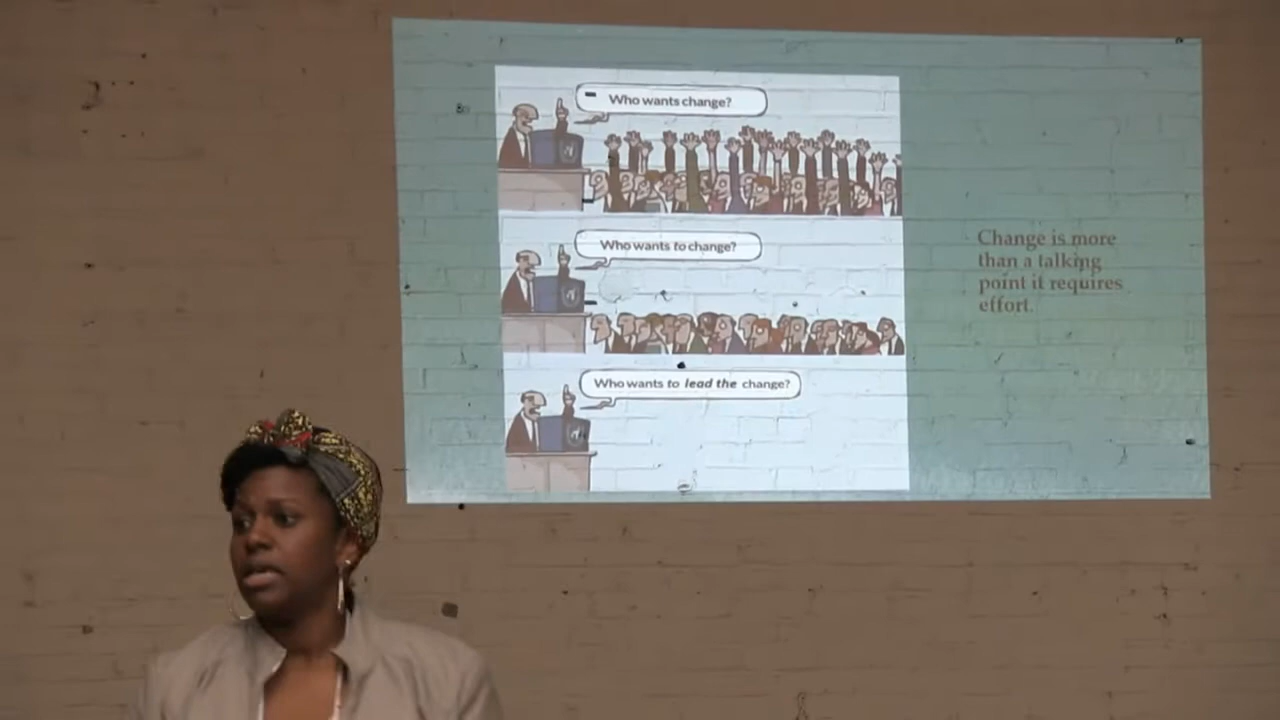 Who wants change?
Who wants to change?
Who wants to lead the change?
Change is more
than a talking
point it requires
effort.